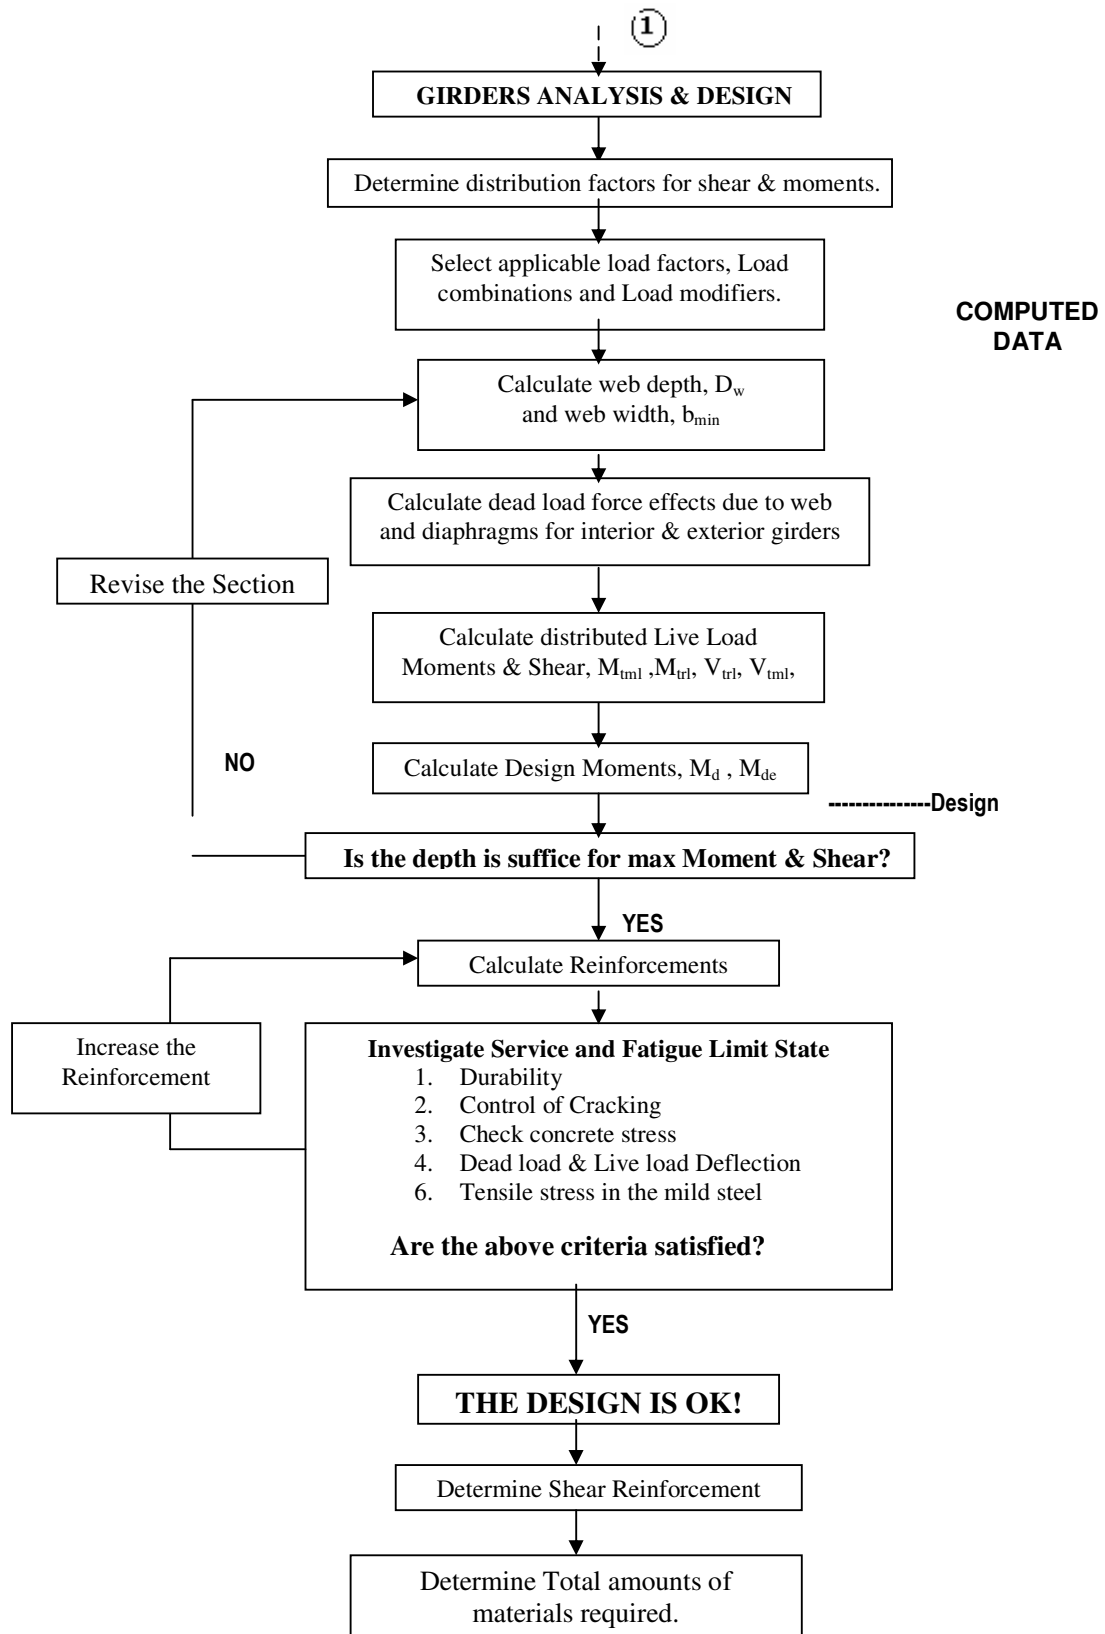 1
GIRDERS ANALYSIS & DESIGN
Determine distribution factors for shear & moments.
Select applicable load factors, Load
combinations and Load modifiers.
COMPUTED
DATA
Calculate web depth, Dw
and web width, bmin
Calculate dead load force effects due to web
and diaphragms for interior & exterior girders
Revise the Section
Calculate distributed Live Load
Moments & Shear, Mtml ,Mtrl, Vtrl, Vtml,
NO
Calculate Design Moments, Md , Mde
---------------Design
Is the depth is suffice for max Moment & Shear?
YES
Calculate Reinforcements
Increase the
Reinforcement
Investigate Service and Fatigue Limit State
1. Durability
2. Control of Cracking
3. Check concrete stress
4. Dead load & Live load Deflection
6. Tensile stress in the mild steel
Are the above criteria satisfied?
YES
THE DESIGN IS OK!
Determine Shear Reinforcement
Determine Total amounts of
materials required.